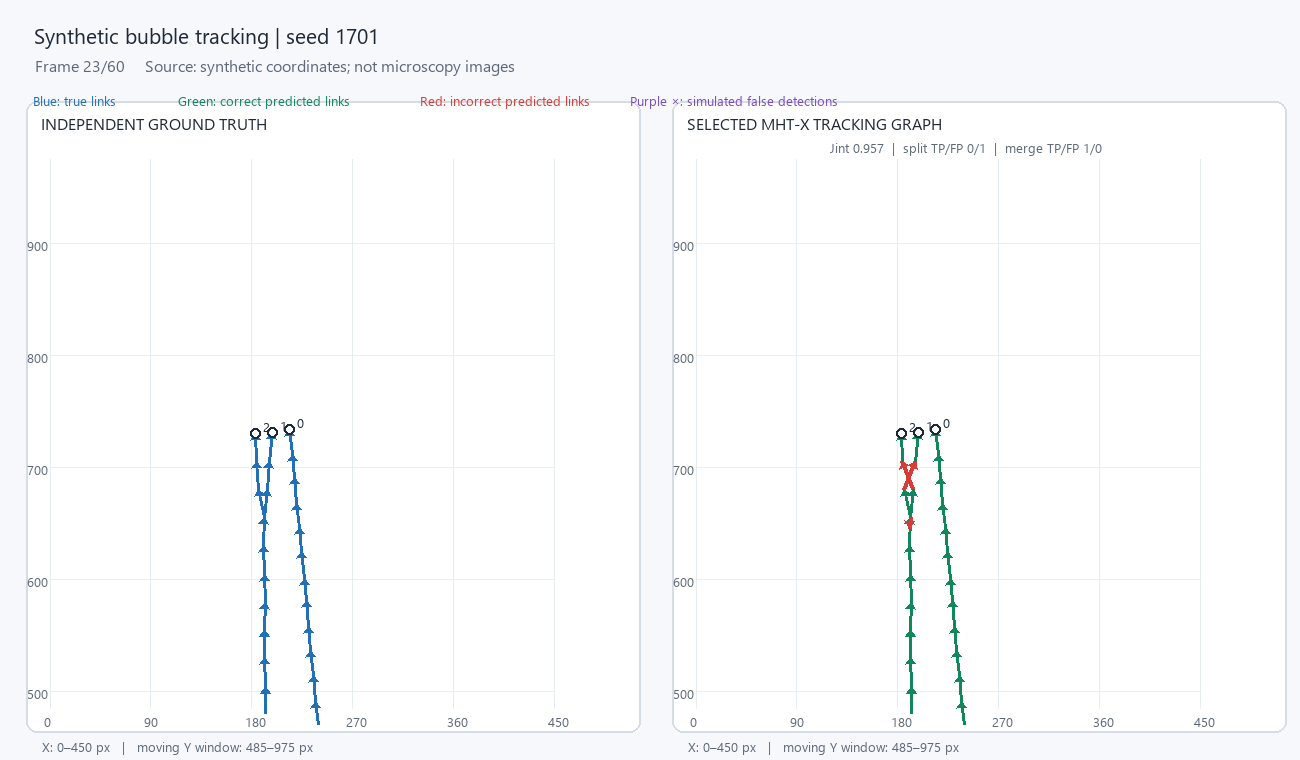 Synthetic bubble tracking | seed 1701
Frame 23/60 Source: synthetic coordinates; not microscopy images
Blue: true links Green: correct predicted links Red: incorrect predicted links Purple ×: simulated false detections
INDEPENDENT GROUND TRUTH
900
800
700
600
500
2 1 0
0 90 180 270 360 450
X: 0–450 px | moving Y window: 485–975 px
SELECTED MHT-X TRACKING GRAPH
Jint 0.957 | split TP/FP 0/1 | merge TP/FP 1/0
900
800
700
600
500
2 1 0
0 90 180 270 360 450
X: 0–450 px | moving Y window: 485–975 px